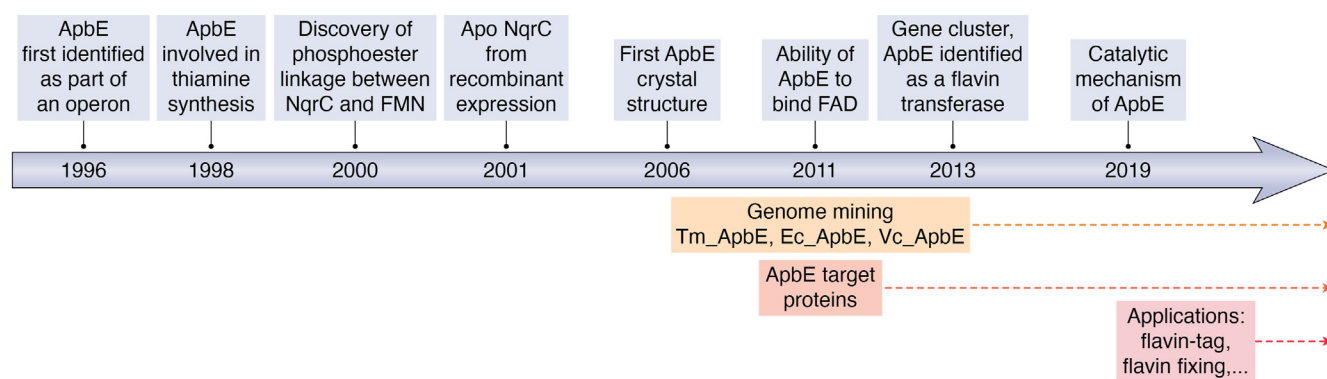 ApbE
first identified
as part of
an operon
ApbE
involved in
thiamine
synthesis
Discovery of
phosphoester
linkage between
NqrC and FMN
Apo NqrC
from
recombinant
expression
First ApbE
crystal
structure
Ability of
ApbE to
bind FAD
Gene cluster,
ApbE identified
as a flavin
transferase
Catalytic
mechanism
of ApbE
1996
1998
2000
2001
2006
2011
2013
2019
Genome mining
Tm_ApbE, Ec_ApbE, Vc_ApbE
ApbE target
proteins
Applications:
flavin-tag,
flavin fixing,...